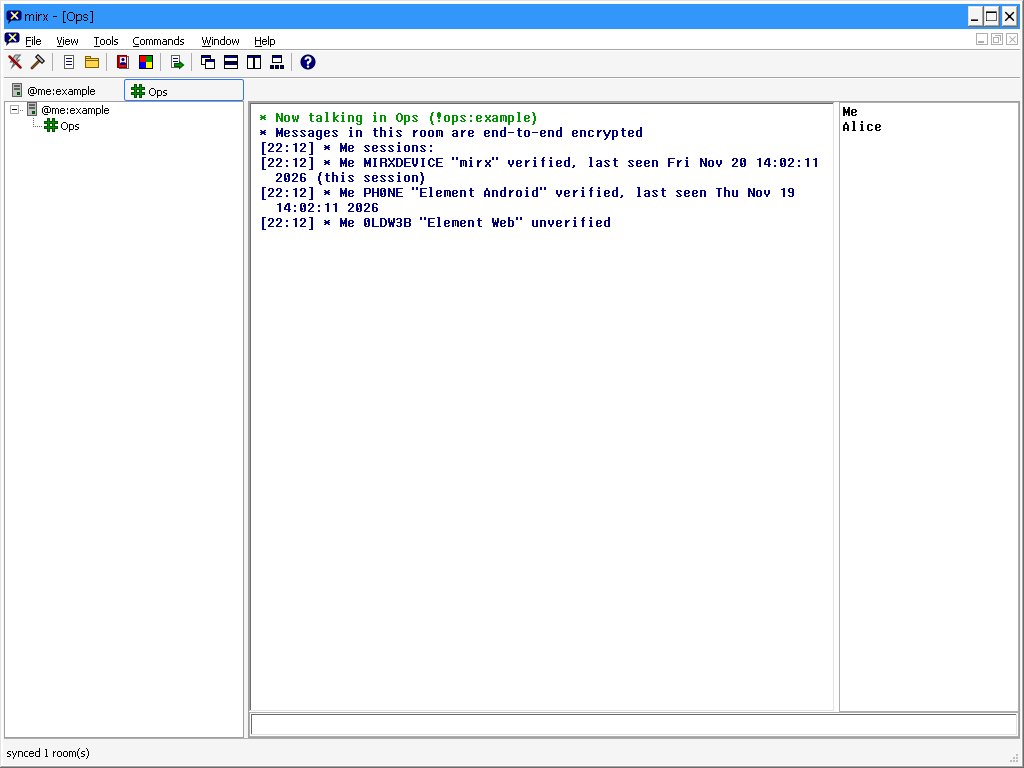 mirx - [Ops]
File View Tools Commands Window Help
@me:example Ops
@me:example
Ops
* Now talking in Ops (!ops:example)
* Messages in this room are end-to-end encrypted
[22:12] * Me sessions:
[22:12] * Me MIRXDEVICE "mirx" verified, last seen Fri Nov 20 14:02:11
2026 (this session)
[22:12] * Me PH0NE "Element Android" verified, last seen Thu Nov 19
14:02:11 2026
[22:12] * Me 0LDW3B "Element Web" unverified
Me
Alice
synced 1 room(s)